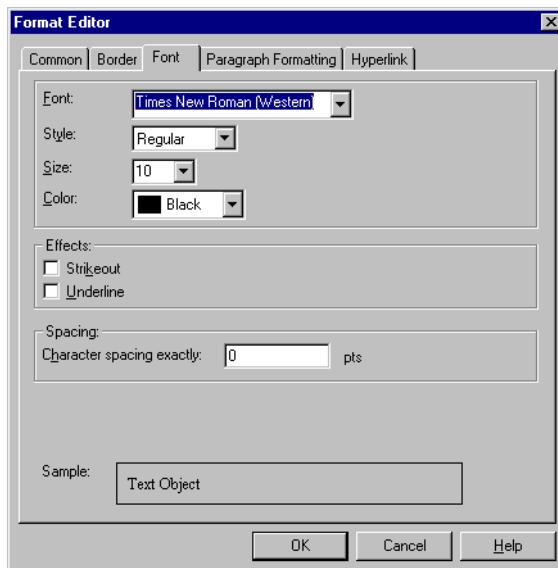 Format Editor
Common Border Font Paragraph Formatting Hyperlink
Font: Times New Roman (Western)
Style: Regular
Size: 10
Color: Black
Effects:
Strikeout
Underline
Spacing:
Character spacing exactly: 0 pts
Sample: Text Object
OK Cancel Help